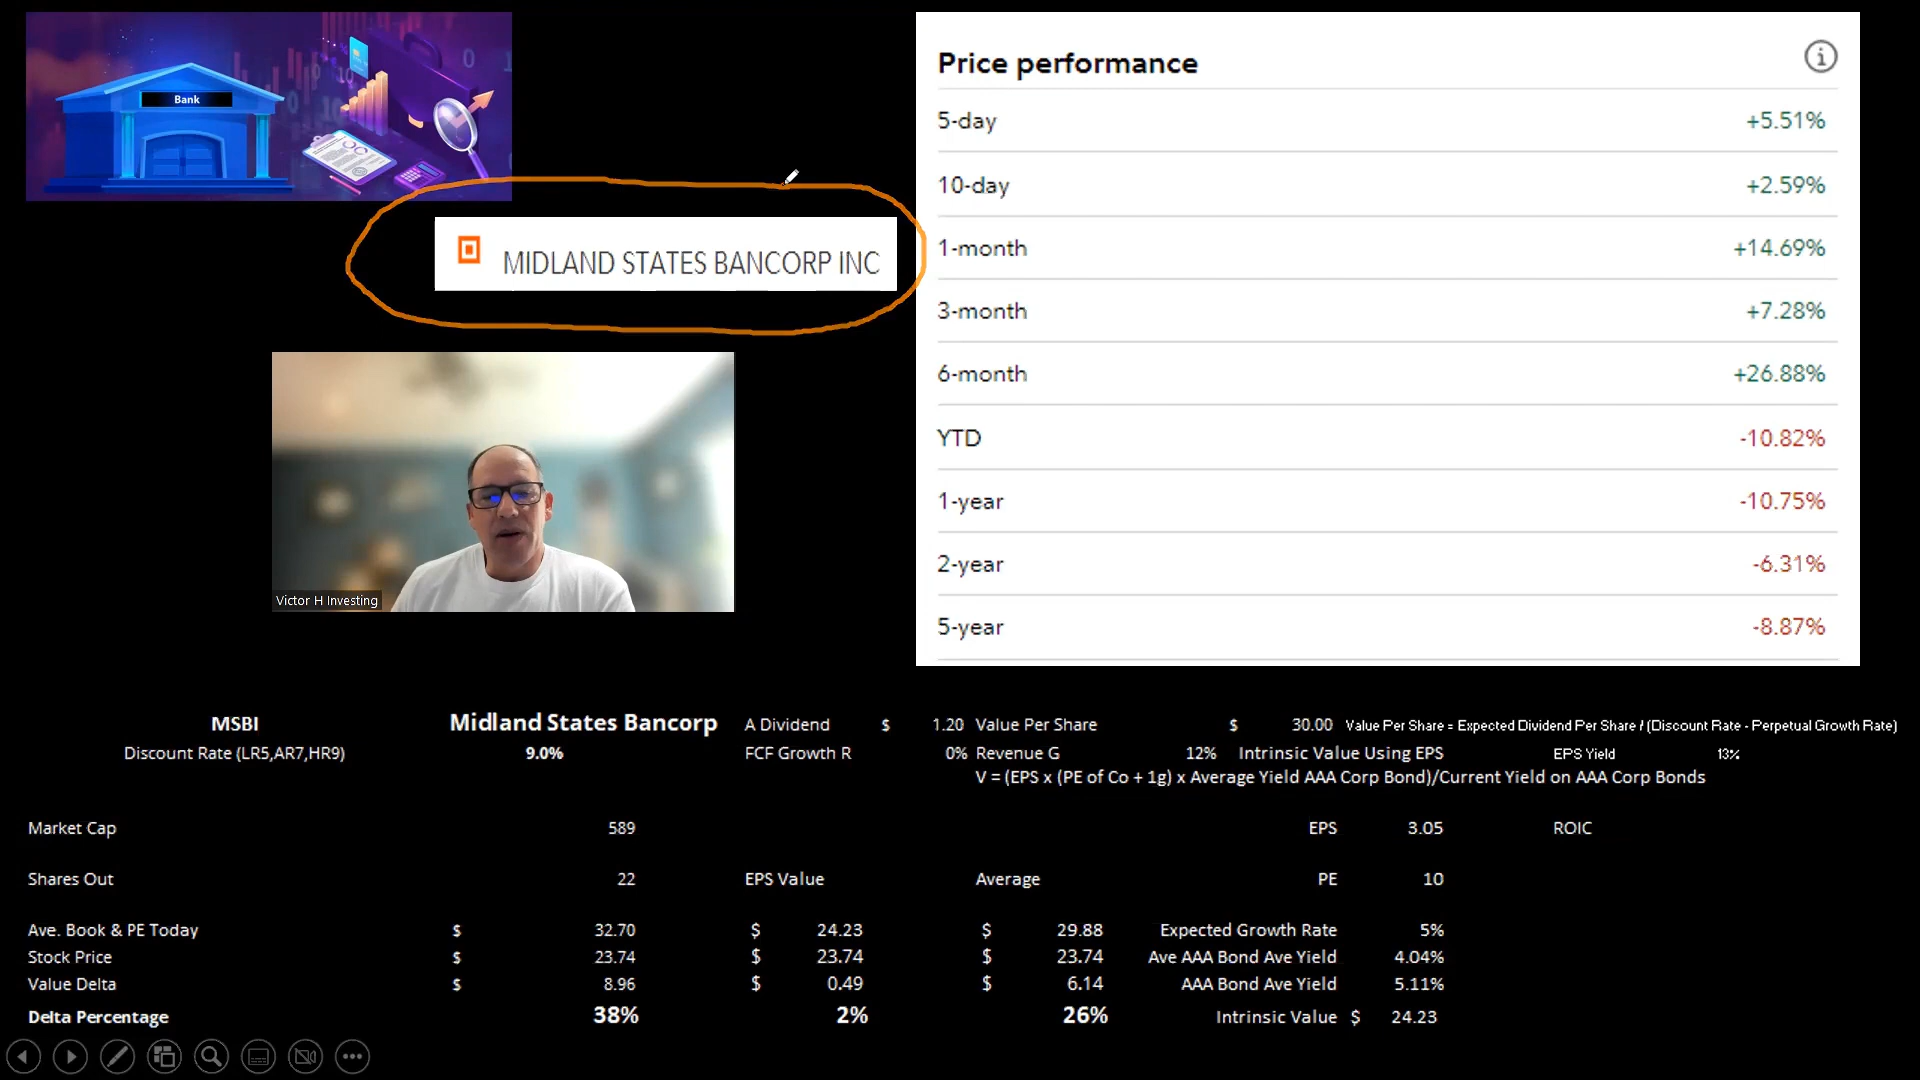 Bank
MIDLAND STATES BANCORP INC
Victor H Investing
Price performance
5-day +5.51%
10-day +2.59%
1-month +14.69%
3-month +7.28%
6-month +26.88%
YTD -10.82%
1-year -10.75%
2-year -6.31%
5-year -8.87%
MSBI Midland States Bancorp A Dividend $ 1.20 Value Per Share $ 30.00 Value Per Share = Expected Dividend Per Share / (Discount Rate - Perpetual Growth Rate)
Discount Rate (LR5,AR7,HR9) 9.0% FCF Growth R 0% Revenue G 12% Intrinsic Value Using EPS EPS Yield 13%
V = (EPS x (PE of Co + 1g) x Average Yield AAA Corp Bond)/Current Yield on AAA Corp Bonds
Market Cap 589 EPS 3.05 ROIC
Shares Out 22 EPS Value Average PE 10
Ave. Book & PE Today $ 32.70 $ 24.23 $ 29.88 Expected Growth Rate 5%
Stock Price $ 23.74 $ 23.74 $ 23.74 Ave AAA Bond Ave Yield 4.04%
Value Delta $ 8.96 $ 0.49 $ 6.14 AAA Bond Ave Yield 5.11%
Delta Percentage 38% 2% 26% Intrinsic Value $ 24.23